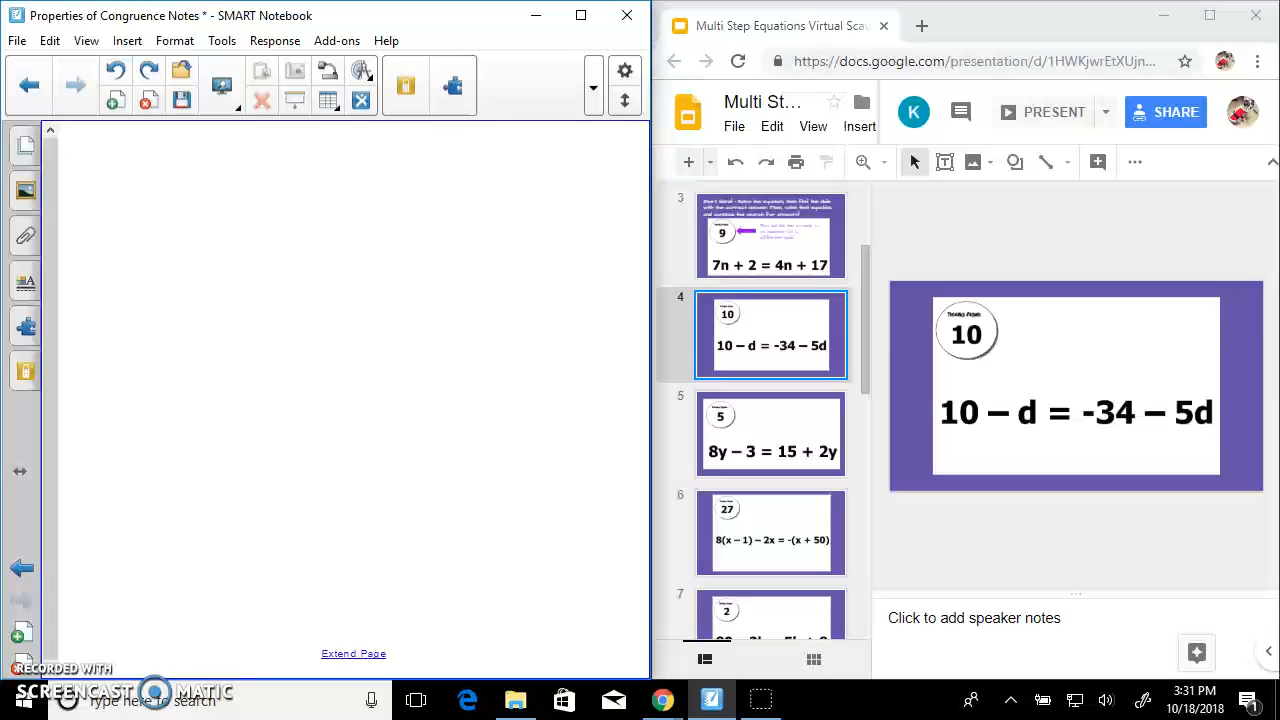 Properties of Congruence Notes * - SMART Notebook
File Edit View Insert Format Tools Response Add-ons Help
Extend Page
RECORDED WITH
SCREENCAST MATIC
Type here to search
Multi Step Equations Virtual Scav
https://docs.google.com/presentation/d/1HWKjwrEtXUjn...
Multi St...
File Edit View Insert
K
PRESENT
SHARE
3
9
7n + 2 = 4n + 17
4
10
10 – d = -34 – 5d
5
5
8y – 3 = 15 + 2y
6
27
8(x – 1) – 2x = -(x + 50)
7
2
10
10 – d = -34 – 5d
Click to add speaker notes
3:31 PM
10/18/2018
1